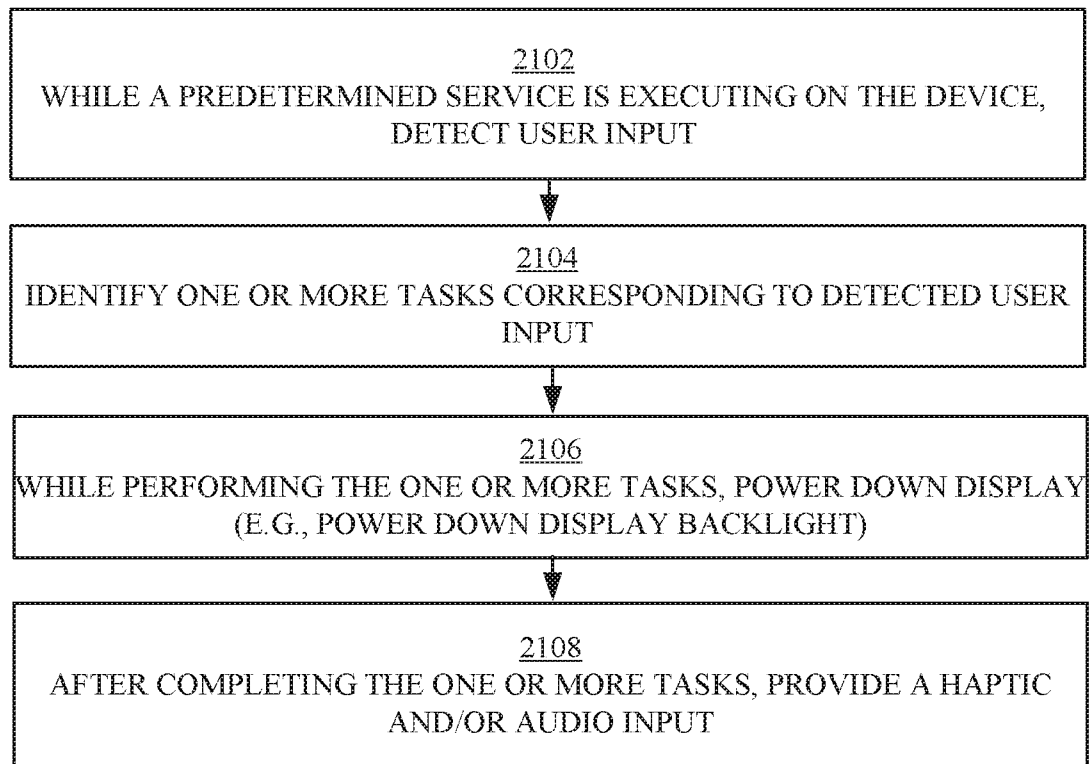 2102
WHILE A PREDETERMINED SERVICE IS EXECUTING ON THE DEVICE,
DETECT USER INPUT
2104
IDENTIFY ONE OR MORE TASKS CORRESPONDING TO DETECTED USER
INPUT
2106
WHILE PERFORMING THE ONE OR MORE TASKS, POWER DOWN DISPLAY
(E.G., POWER DOWN DISPLAY BACKLIGHT)
2108
AFTER COMPLETING THE ONE OR MORE TASKS, PROVIDE A HAPTIC
AND/OR AUDIO INPUT